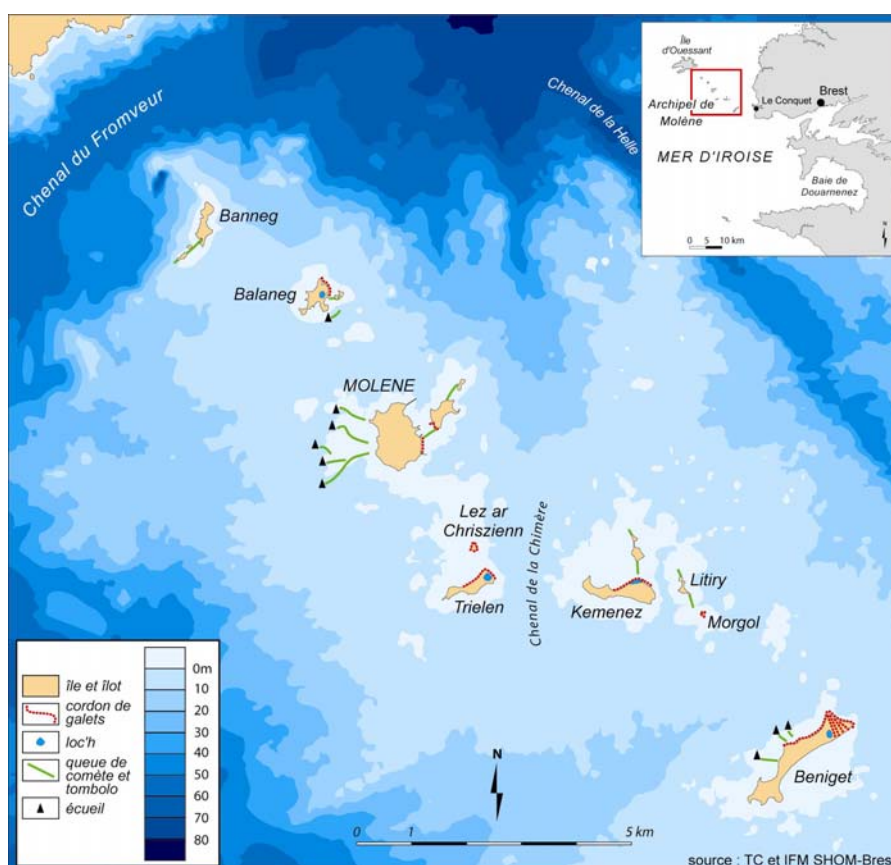 Chenal du Fromveur
Chenal de la Helle
Île
d'Ouessant
Archipel de
Molène
Le Conquet
Brest
MER D'IROISE
Baie de
Douarnenez
N
0 5 10 km
Banneg
Balaneg
MOLENE
Lez ar
Chriszienn
Trielen
Chenal de la Chimère
Kemenez
Litiry
Morgol
Beniget
île et îlot
cordon de
galets
loc'h
queue de
comète et
tombolo
écueil
0m
10
20
30
40
50
60
70
80
N
0 1 5 km
source : TC et IFM SHOM-Brest